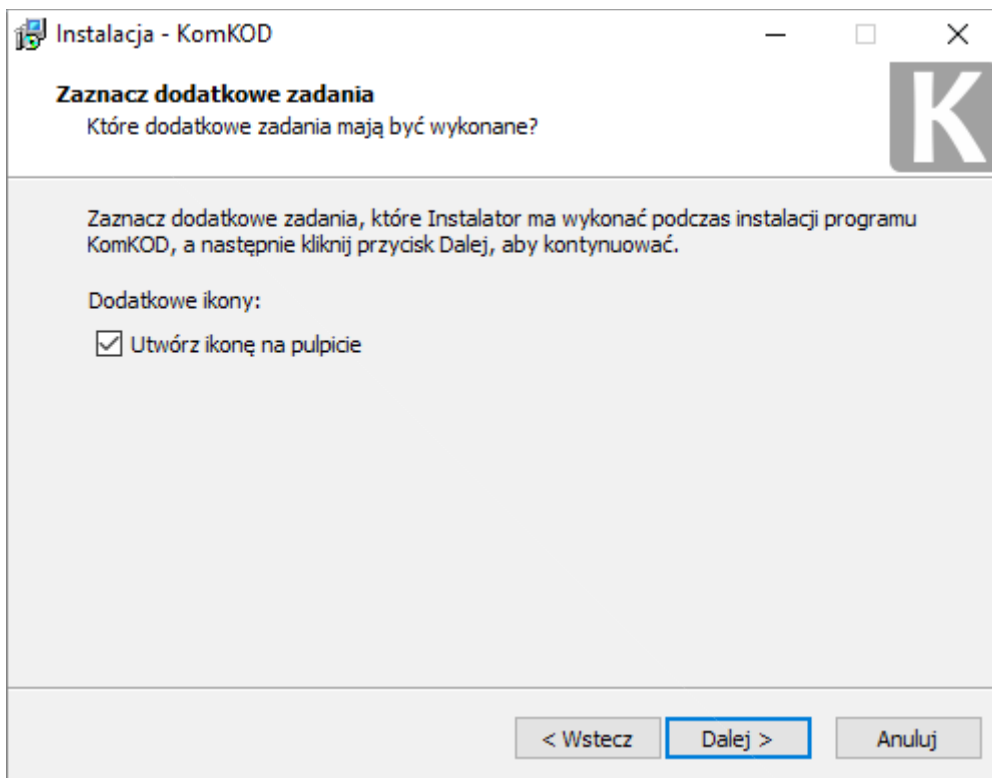 Instalacja - KomKOD
Zaznacz dodatkowe zadania
Które dodatkowe zadania mają być wykonane?
K
Zaznacz dodatkowe zadania, które Instalator ma wykonać podczas instalacji programu
KomKOD, a następnie kliknij przycisk Dalej, aby kontynuować.
Dodatkowe ikony:
Utwórz ikonę na pulpicie
< Wstecz
Dalej >
Anuluj